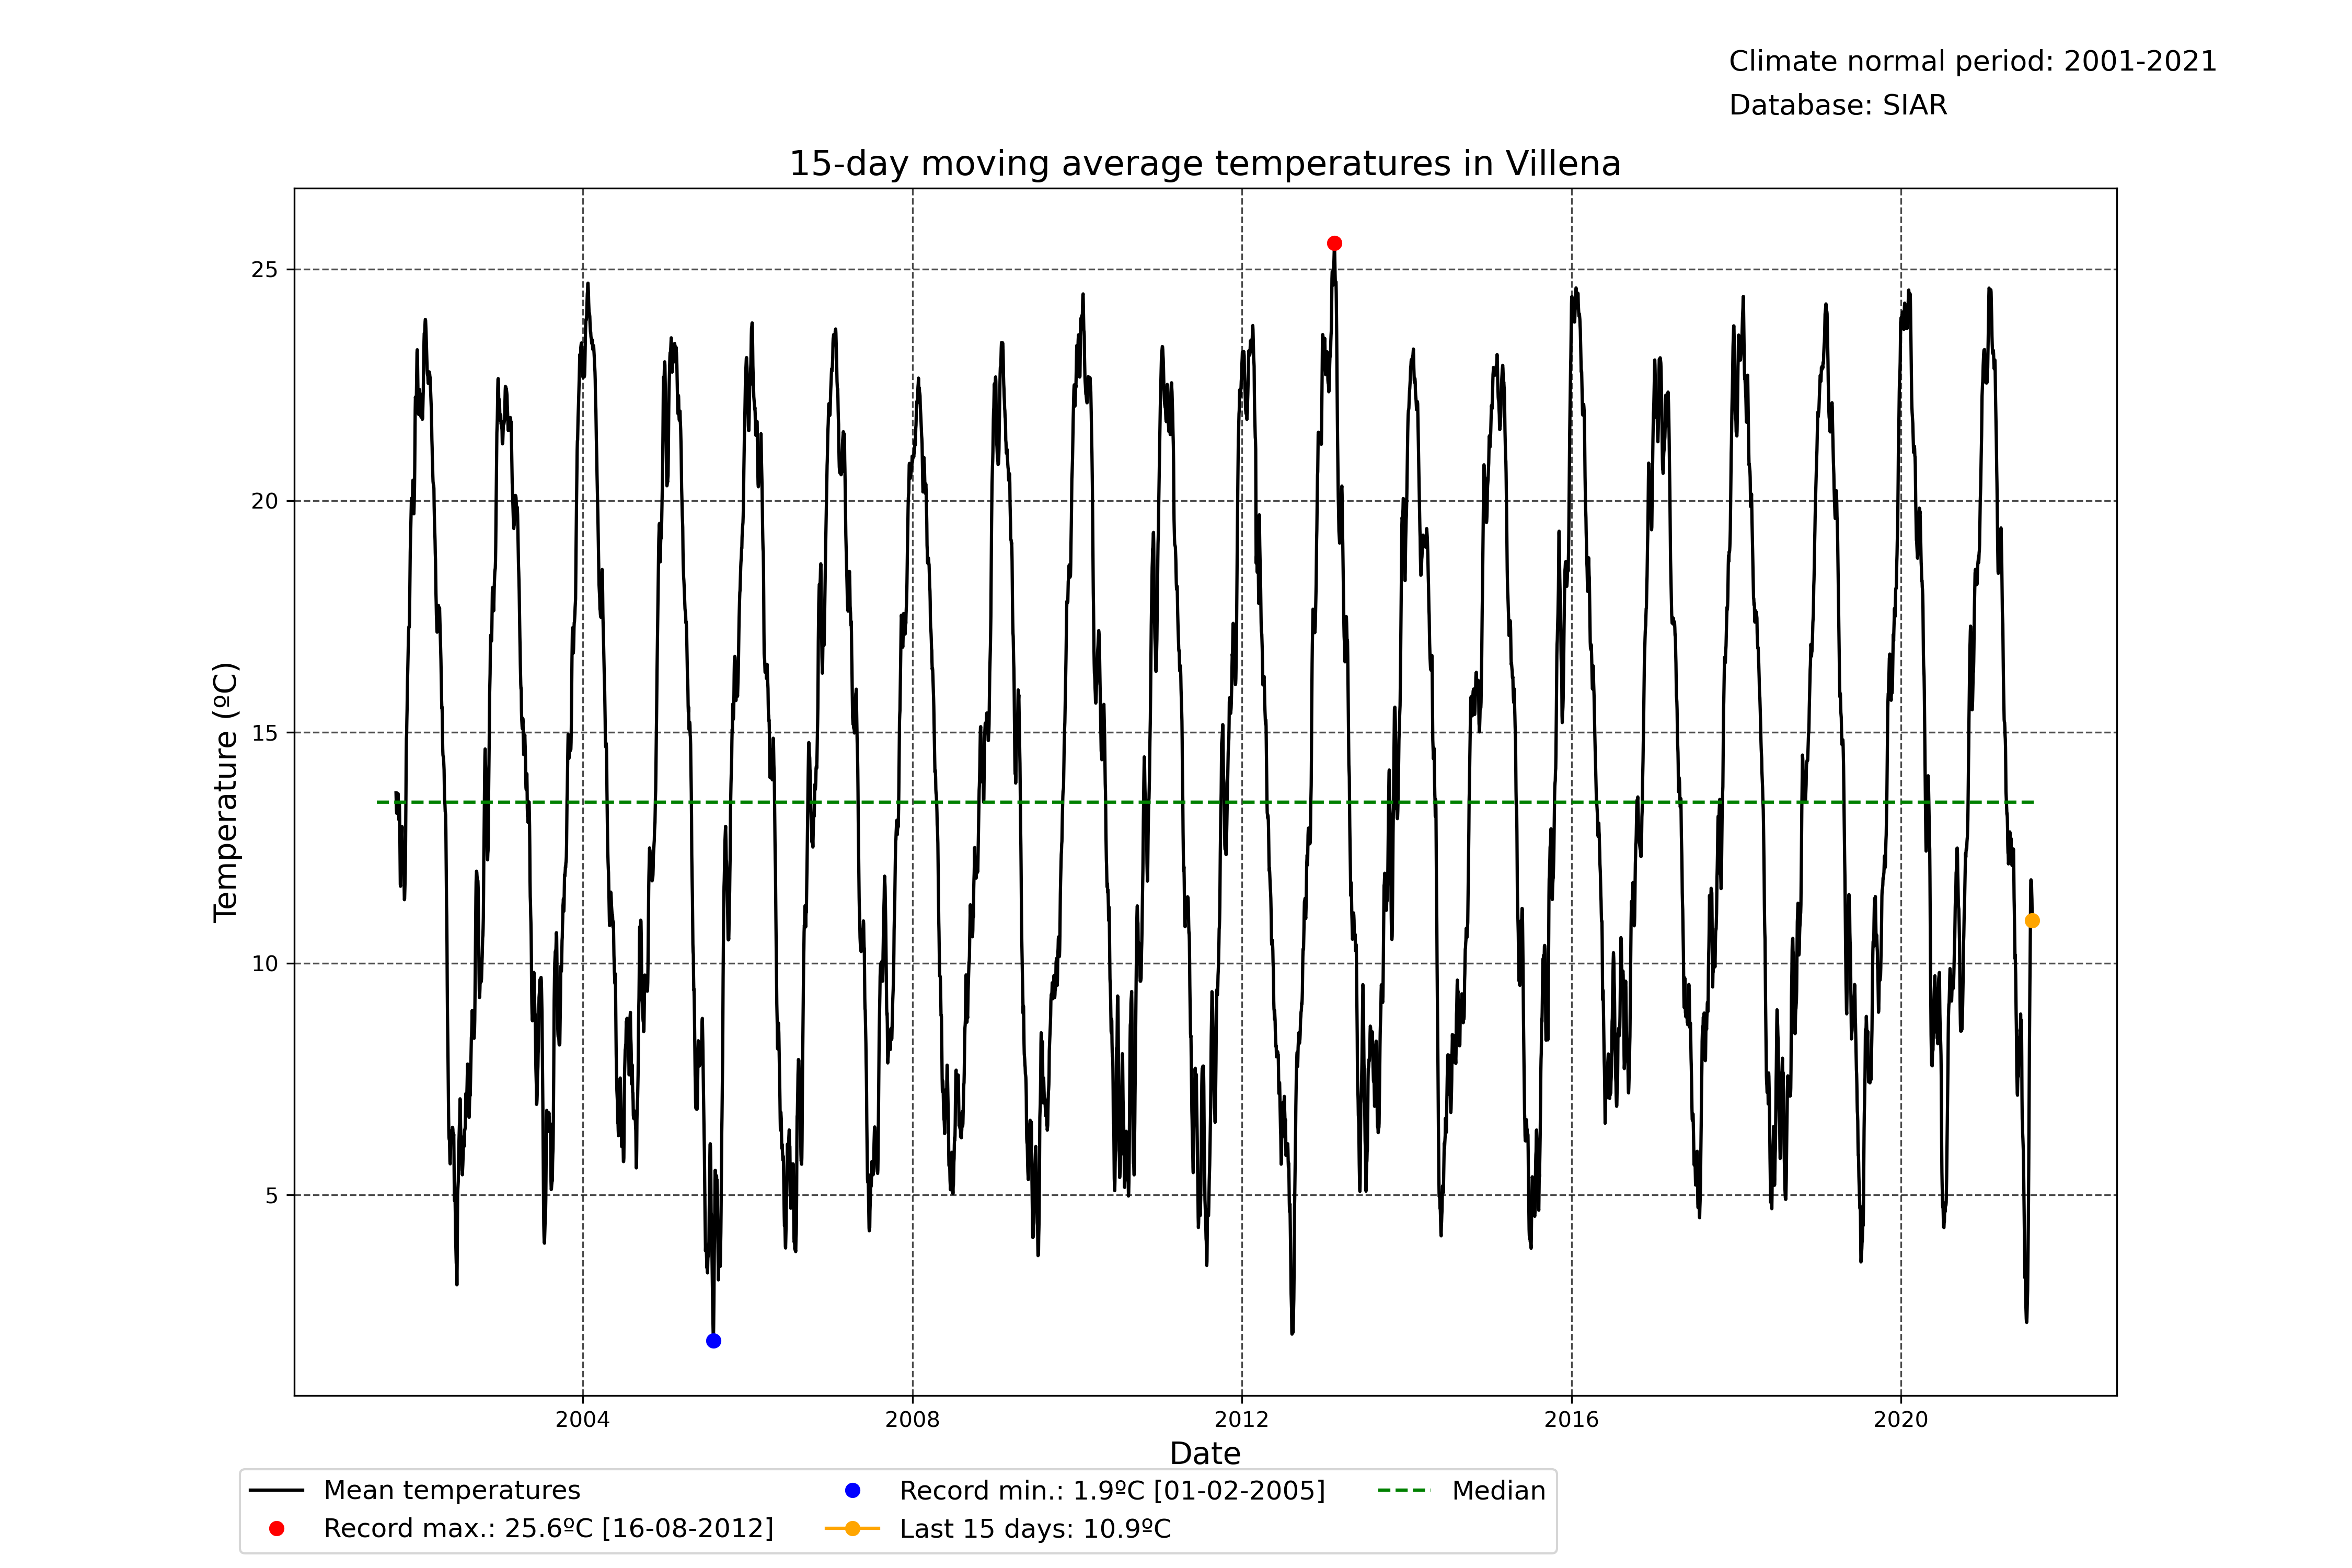 Climate normal period: 2001-2021
Database: SIAR
15-day moving average temperatures in Villena
Temperature (ºC)
25
20
15
10
5
2004
2008
2012
2016
2020
Date
Mean temperatures
Record max.: 25.6ºC [16-08-2012]
Record min.: 1.9ºC [01-02-2005]
Last 15 days: 10.9ºC
Median